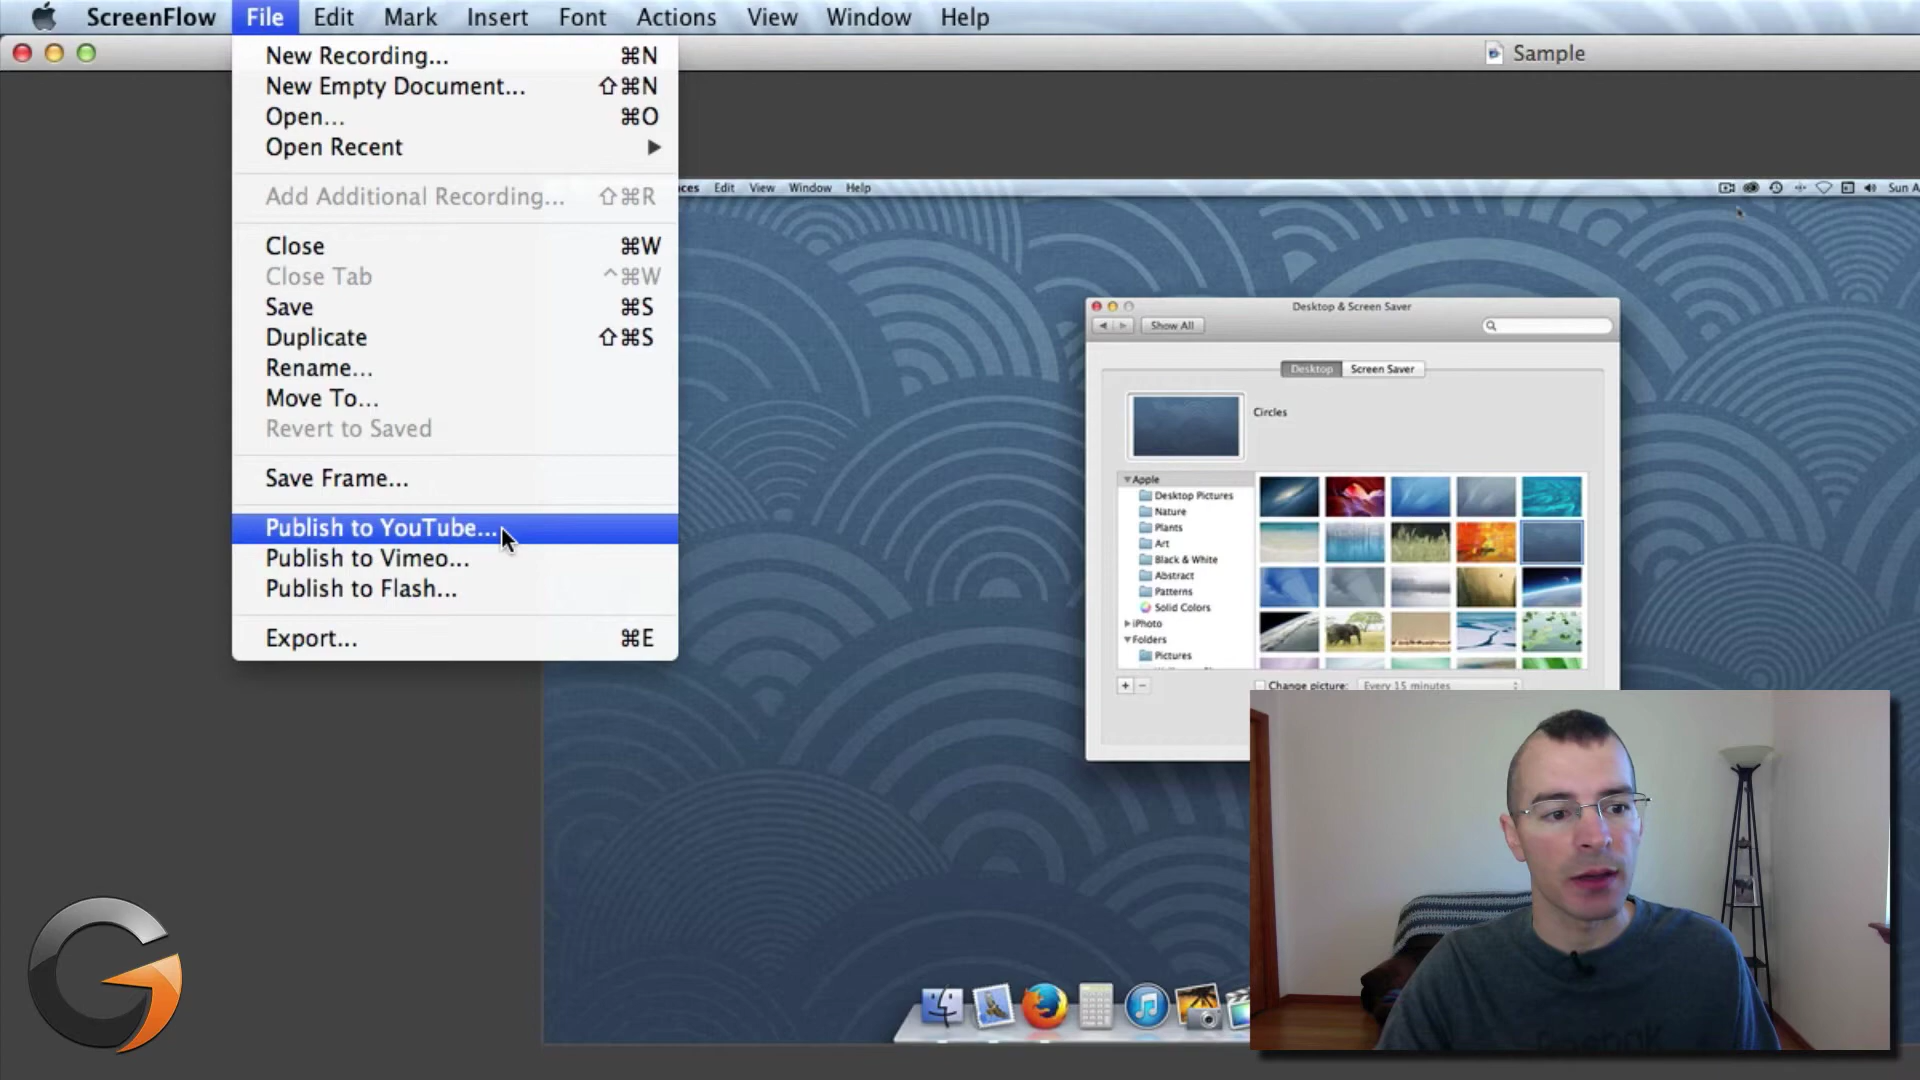 ScreenFlow File Edit Mark Insert Font Actions View Window Help
Sample
New Recording... ⌘N
New Empty Document... ⇧⌘N
Open... ⌘O
Open Recent ▶
Add Additional Recording... ⇧⌘R
Close ⌘W
Close Tab ^⌘W
Save ⌘S
Duplicate ⇧⌘S
Rename...
Move To...
Revert to Saved
Save Frame...
Publish to YouTube...
Publish to Vimeo...
Publish to Flash...
Export... ⌘E
Edit View Window Help
Sun
Desktop & Screen Saver
Show All
Desktop Screen Saver
Circles
Apple
Desktop Pictures
Nature
Plants
Art
Black & White
Abstract
Patterns
Solid Colors
iPhoto
Folders
Pictures
Change picture: Every 15 minutes